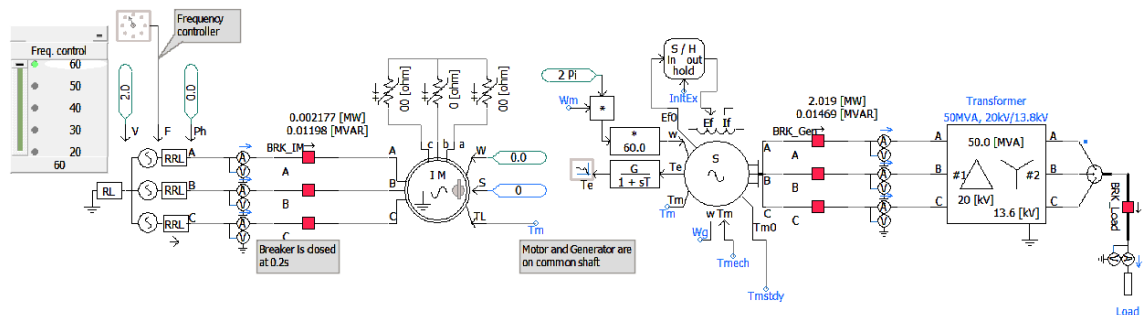 Frequency
controller
Freq. control
60
50
40
30
20
60
2.0
0.0
V
F
Ph
RL
RRL
RRL
RRL
A
B
C
A
V
A
V
A
V
0.002177 [MW]
0.01198 [MVAR]
BRK_IM
A
B
C
Breaker is closed
at 0.2s
00 [ohm]
0 [ohm]
00 [ohm]
c
b
a
A
B
C
I M
W
S
TL
0.0
0
Tm
Motor and Generator are
on common shaft
2 Pi
Wm
*
*
60.0
G
1 + sT
Te
Te
S / H
in out
hold
InitEx
Ef0
Ef
If
w
Te
Tm
Tm
S
w
Tm
Tm0
Wg
Tmech
Tmstdy
A
B
C
2.019 [MW]
0.01469 [MVAR]
BRK_Gen
A
B
C
A
V
A
V
A
V
Transformer
50MVA, 20kV/13.8kV
A
B
C
50.0 [MVA]
#1
#2
20 [kV]
13.6 [kV]
A
B
C
BRK_Load
A
V
Load